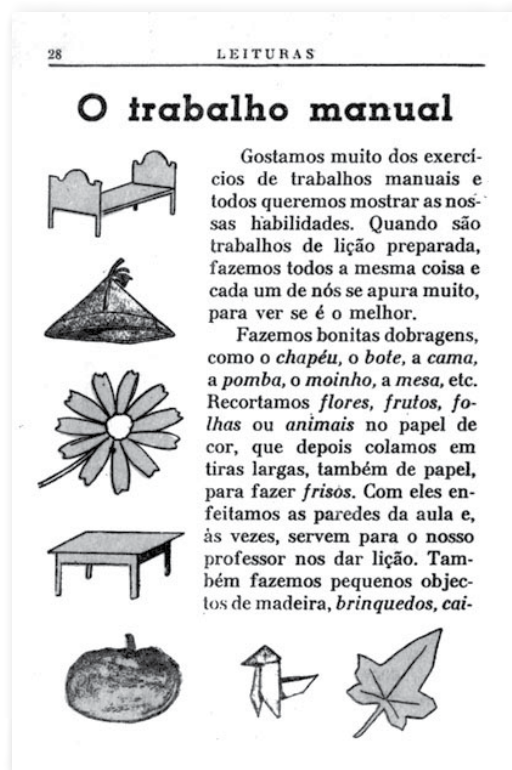 28
LEITURAS
O trabalho manual
Gostamos muito dos exercí-
cios de trabalhos manuais e
todos queremos mostrar as nos-
sas habilidades. Quando são
trabalhos de lição preparada,
fazemos todos a mesma coisa e
cada um de nós se apura muito,
para ver se é o melhor.
Fazemos bonitas dobragens,
como o chapéu, o bote, a cama,
a pomba, o moinho, a mesa, etc.
Recortamos flores, frutos, fo-
lhas ou animais no papel de
cor, que depois colamos em
tiras largas, também de papel,
para fazer frisos. Com eles en-
feitamos as paredes da aula e,
às vezes, servem para o nosso
professor nos dar lição. Tam-
bém fazemos pequenos objec-
tos de madeira, brinquedos, cai-